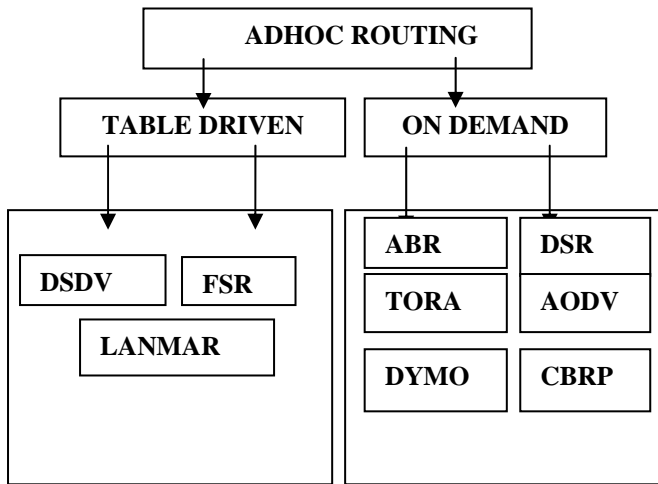 ADHOC ROUTING
TABLE DRIVEN
ON DEMAND
DSDV
FSR
LANMAR
ABR
DSR
TORA
AODV
DYMO
CBRP